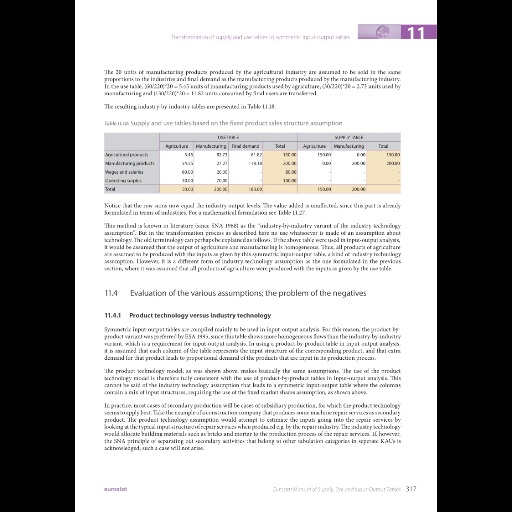 Transformation of supply and use tables to symmetric input-output tables
11
The 20 units of manufacturing products produced by the agricultural industry are assumed to be sold in the same
proportions to the industries and final demand as the manufacturing products produced by the manufacturing industry.
In the use table, (60/220)*20 = 5.45 units of manufacturing products used by agriculture, (30/220)*20 = 2.73 units used by
manufacturing and (130/220)*20 = 11.82 units consumed by final users are transferred.
The resulting industry-by-industry tables are presented in Table 11.18.
Supply and use tables based on the fixed product sales structure assumption
USE TABLE SUPPLY TABLE
Agriculture Manufacturing Final demand Total Agriculture Manufacturing Total
Agricultural products 92.73 61.82 150.00 0.00
Manufacturing products 54.55 27.27 118.18 200.00 0.00 200.00 200.00
Wages and salaries 60.00 20.00 80.00
Operating surplus 70.00 100.00
Total 200.00 180.00 150.00 200.00
Notice that the row sums now equal the industry output levels. The value added is unaffected, since this part is already
formulated in terms of industries. For a mathematical formulation see Table 11.27.
This method is known in literature (since SNA 1968) as the "industry-by-industry variant of the industry technology
assumption". But in the transformation process as described here no use whatsoever is made of an assumption about
technology. The old terminology can perhaps be explained as follows. If the above table were used in input-output analysis,
it would be assumed that the output of agriculture and manufacturing is homogeneous. Thus, all products of agriculture
are assumed to be produced with the inputs as given by this symmetric input-output table, a kind of industry technology
assumption. However, it is a different form of industry technology assumption as the one formulated in the previous
section, where it was assumed that all products of agriculture were produced with the inputs as given by the use table.
11.4 Evaluation of the various assumptions; the problem of the negatives
11.4.1 Product technology versus industry technology
Symmetric input-output tables are compiled mainly to be used in input-output analysis. For this reason, the product-by-
product variant was preferred by ESA 1995, since this table shows more homogeneous flows than the industry-by-industry
variant, which is a requirement for input-output analysis. In using a product-by-product table in input-output analysis,
it is assumed that each column of the table represents the input structure of the corresponding product, and that extra
demand for that product leads to proportional demand of the products that are input in its production process.
The product technology model, as was shown above, makes basically the same assumptions. The use of the product
technology model is therefore fully consistent with the use of product-by-product tables in input-output analysis. This
cannot be said of the industry technology assumption that leads to a symmetric input-output table where the columns
contain a mix of input structures, requiring the use of the fixed market shares assumption, as shown above.
In practice, most cases of secondary production will be cases of subsidiary production, for which the product technology
seems to apply best. Take the example of a construction company that produces some machine repair services as secondary
product. The product technology assumption would attempt to estimate the inputs going into the repair services by
looking at the typical input structure of repair services when produced e.g. by the repair industry. The industry technology
would allocate building materials such as bricks and mortar to the production process of the repair services. If, however,
the SNA principle of separating out secondary activities that belong to other tabulation categories in separate KAUs is
acknowledged, such a case will not arise.
eurostat
Eurostat Manual of Supply, Use and Input-Output Tables 317